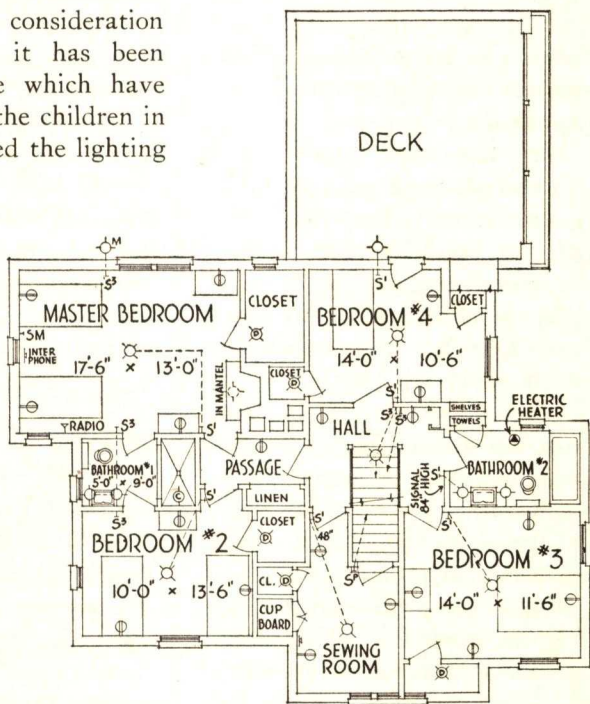 consideration
it has been
e which have
the children in
ed the lighting
DECK
M
S³
S¹
MASTER BEDROOM
CLOSET
D
BEDROOM #4
CLOSET
SM
INTER
PHONE
17'-6" × 13'-0"
IN MANTEL
CLOSET
D
14'-0" × 10'-6"
S¹
ELECTRIC
HEATER
RADIO
S³
S¹
HALL
S³
S³
SHELVES
TOWELS
BATHROOM #1
5'-0" × 9'-0"
C
PASSAGE
BATHROOM #2
SIGNAL
84" HIGH
S¹
S¹
LINEN
S³
S¹
S¹
BEDROOM #2
CLOSET
D
48"
BEDROOM #3
10'-0" × 13'-6"
CL.
D
Sᴾ
14'-0" × 11'-6"
CUP
BOARD
SEWING
ROOM
D